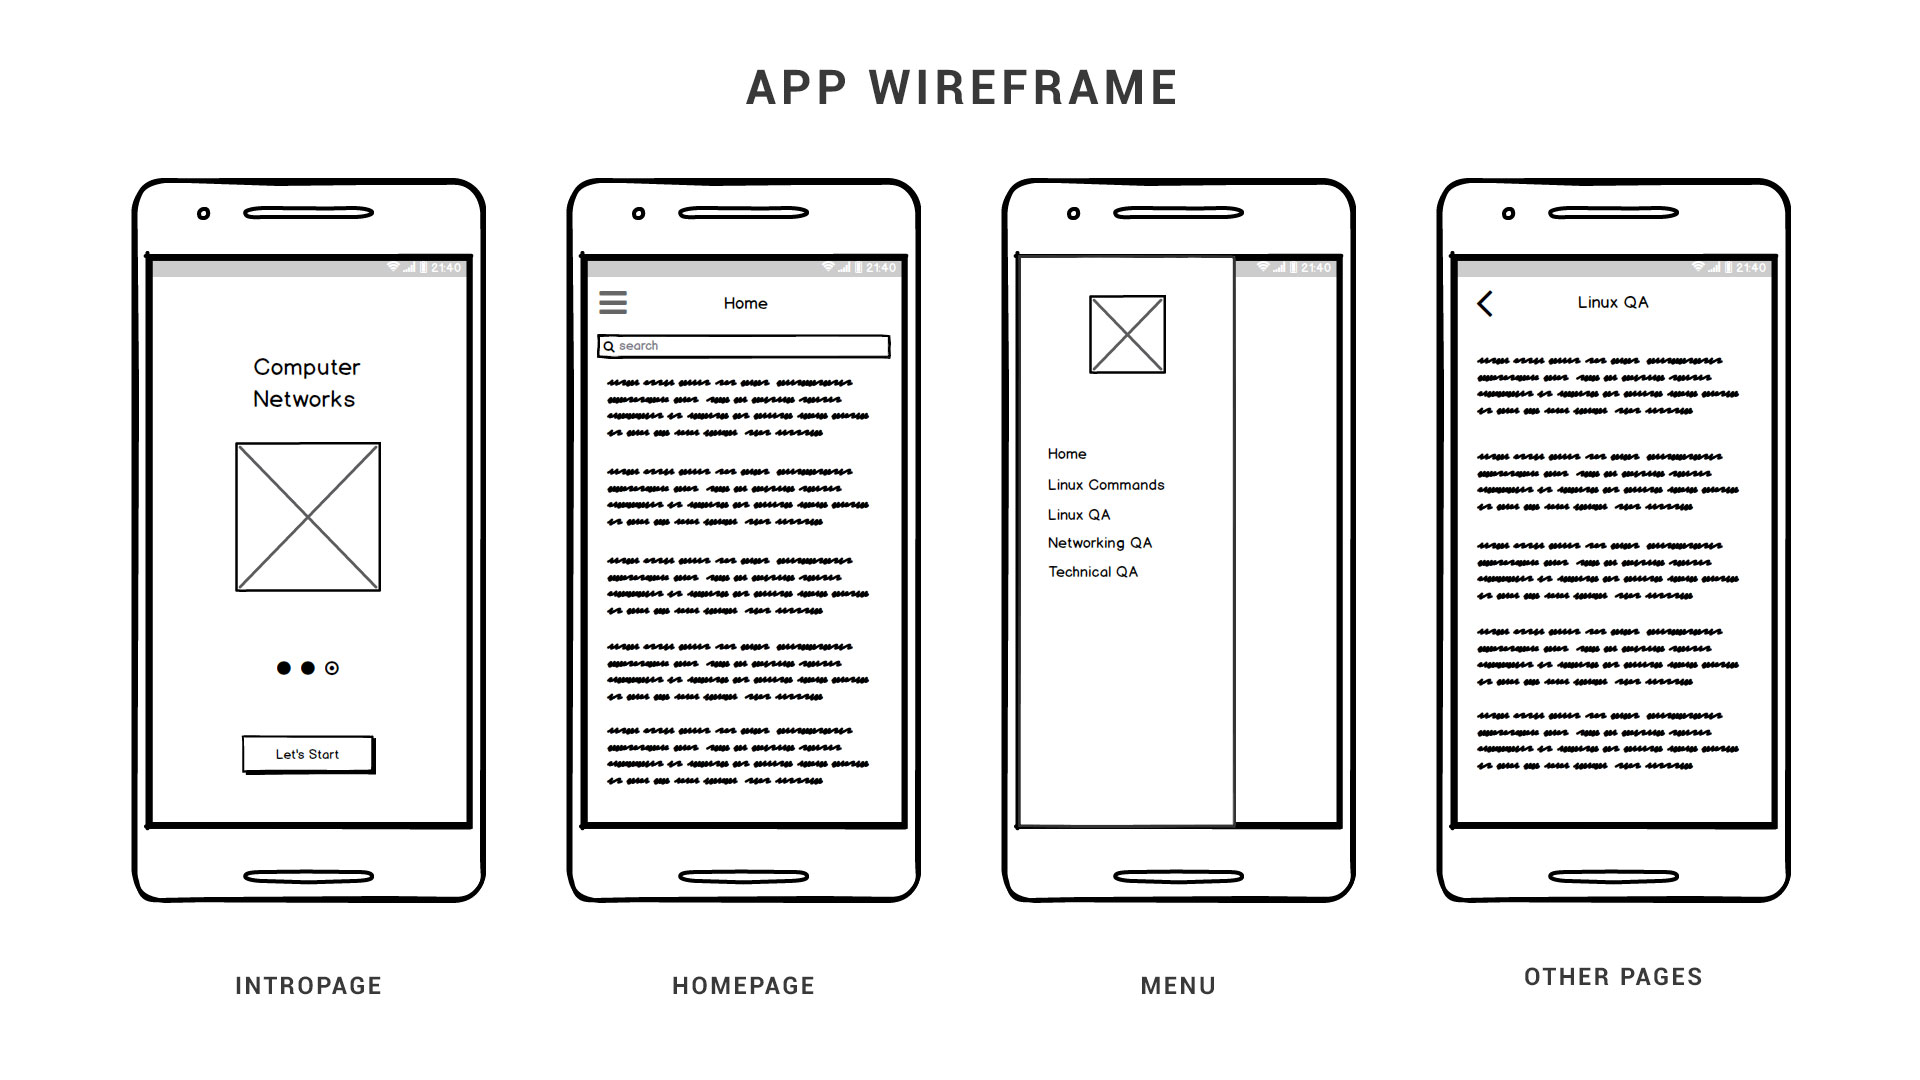 APP WIREFRAME
21:40
Computer
Networks
Let's Start
INTROPAGE
21:40
Home
search
HOMEPAGE
21:40
Home
Linux Commands
Linux QA
Networking QA
Technical QA
MENU
21:40
Linux QA
OTHER PAGES